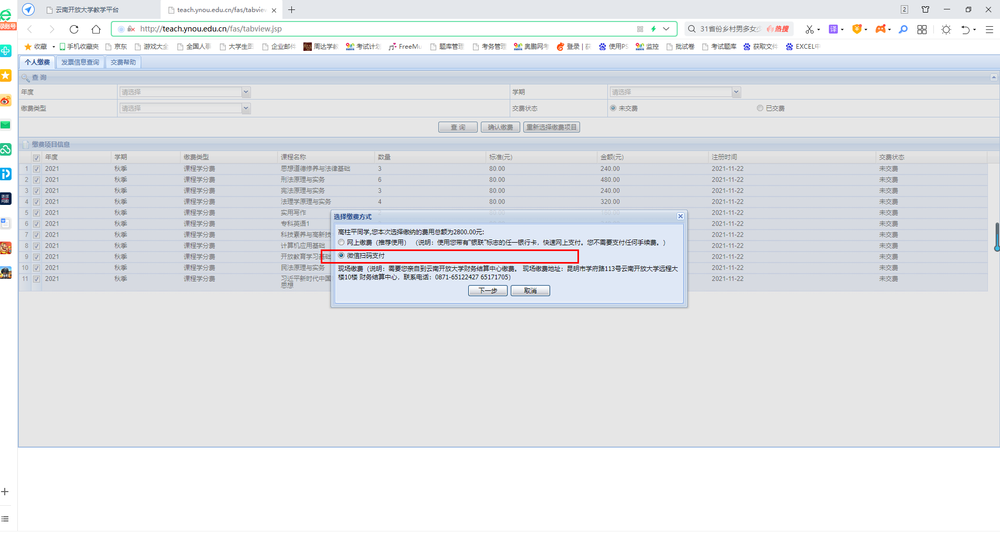 云南开放大学教学平台
teach.ynou.edu.cn/fas/tabview
2
录账号
http://teach.ynou.edu.cn/fas/tabview.jsp
31省份乡村男多女少
热搜
译
收藏
手机收藏夹
京东
游戏大全
全国人事
大学生图
企业邮件
周达学教
考试计划
FreeMu
题库管理
考务管理
奥鹏网考
登录 | 获
使用PS
监控
批试卷
考试题库
获取文件
EXCEL中
个人缴费
发票信息查询
交费帮助
查 询
年度
请选择
学期
请选择
缴费类型
请选择
交费状态
未交费
已交费
查 询
确认缴费
重新选择缴费项目
缴费项目信息
年度 学期 缴费类型 课程名称 数量 标准(元) 金额(元) 注册时间 交费状态
1 2021 秋季 课程学分费 思想道德修养与法律基础 3 80.00 240.00 2021-11-22 未交费
2 2021 秋季 课程学分费 刑法原理与实务 6 80.00 480.00 2021-11-22 未交费
3 2021 秋季 课程学分费 宪法原理与实务 3 80.00 240.00 2021-11-22 未交费
4 2021 秋季 课程学分费 法理学原理与实务 4 80.00 320.00 2021-11-22 未交费
5 2021 秋季 课程学分费 实用写作 2 80.00 160.00 2021-11-22 未交费
6 2021 秋季 课程学分费 专科英语1 2021-11-22 未交费
7 2021 秋季 课程学分费 科技素养与高新技 2021-11-22 未交费
8 2021 秋季 课程学分费 计算机应用基础 2021-11-22 未交费
9 2021 秋季 课程学分费 开放教育学习基础 2021-11-22 未交费
10 2021 秋季 课程学分费 民法原理与实务 2021-11-22 未交费
11 2021 秋季 课程学分费 习近平新时代中国 2021-11-22 未交费
思想
选择缴费方式
高柱平同学,您本次选择缴纳的费用总额为2800.00元:
网上缴费（推荐使用） （说明：使用您带有“银联”标志的任一银行卡，快速网上支付。您不需要支付任何手续费。）
微信扫码支付
现场缴费（说明：需要您亲自到云南开放大学财务结算中心缴费。 现场缴费地址：昆明市学府路113号云南开放大学远程大
楼10楼 财务结算中心，联系电话：0871-65122427 65171705）
下一步
取消